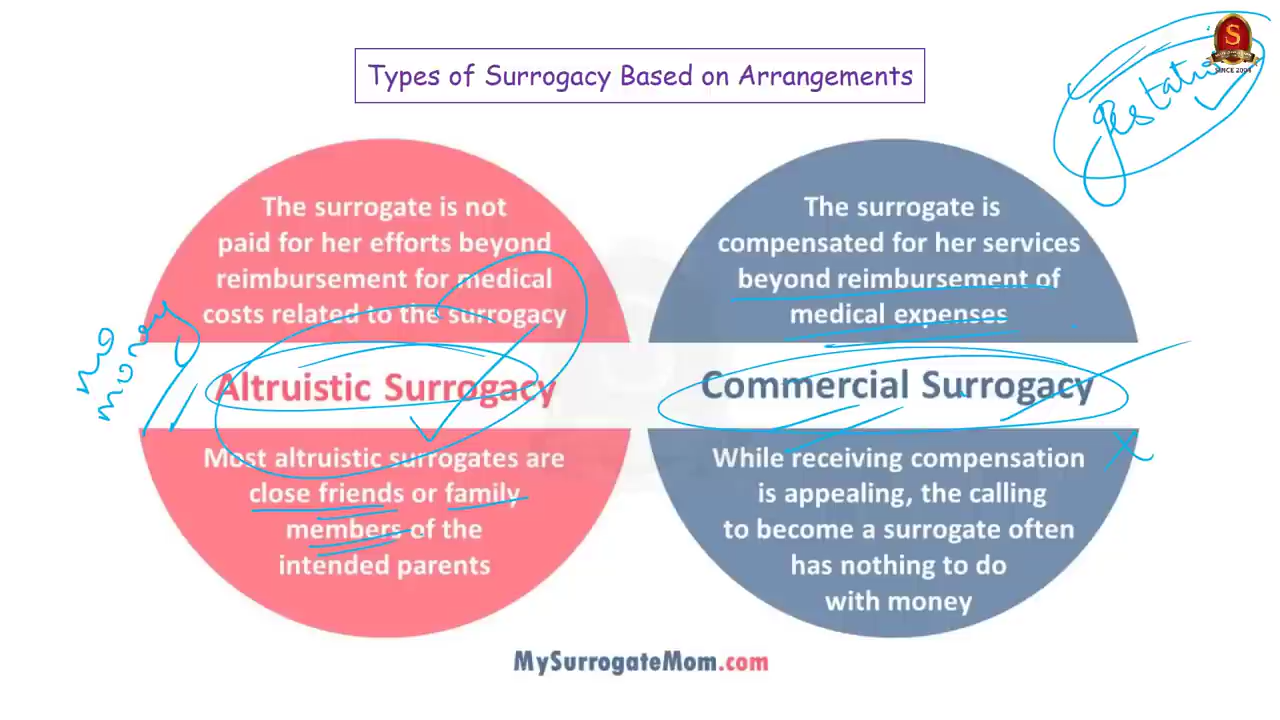 Types of Surrogacy Based on Arrangements
S
SINCE 2004
The surrogate is not
paid for her efforts beyond
reimbursement for medical
costs related to the surrogacy
Altruistic Surrogacy
Most altruistic surrogates are
close friends or family
members of the
intended parents
no
money
The surrogate is
compensated for her services
beyond reimbursement of
medical expenses
Commercial Surrogacy
While receiving compensation
is appealing, the calling
to become a surrogate often
has nothing to do
with money
MySurrogateMom.com